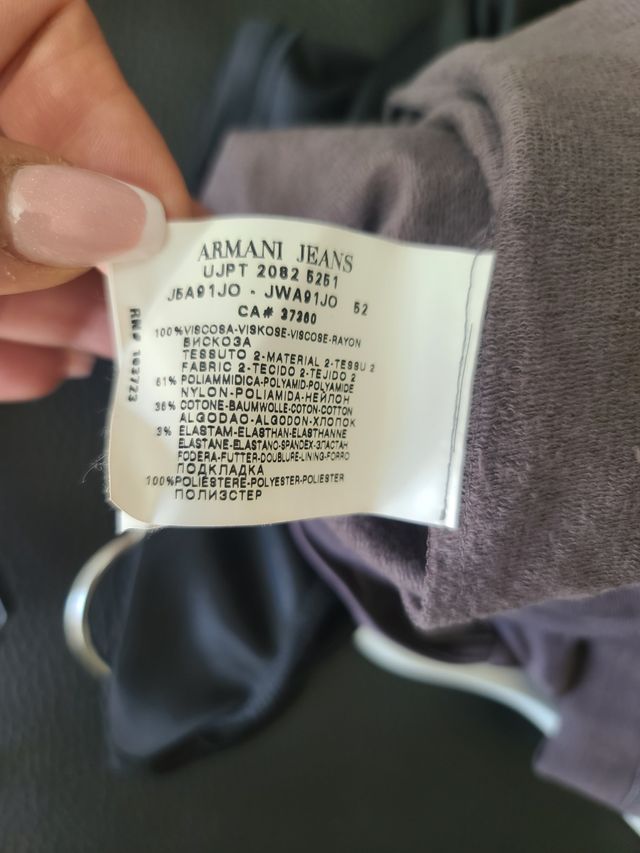 ARMANI JEANS
UJPT 2082 5251
J5A91JO - JWA91JO 52
CA# 37360
100%VISCOSA-VISKOSE-VISCOSE-RAYON
ВИСКОЗА
TESSUTO 2-MATERIAL 2-TESSU 2
FABRIC 2-TECIDO 2-TEJIDO 2
61% POLIAMMIDICA-POLYAMID-POLYAMIDE
NYLON-POLIAMIDA-НЕЙЛОН
36% COTONE-BAUMWOLLE-COTON-COTTON
ALGODAO-ALGODON-ХЛОПОК
3% ELASTAM-ELASTHAN-ELASTHANNE
ELASTANE-ELASTANO-SPANDEX-ЭЛАСТАН
FODERA-FUTTER-DOUBLURE-LINING-FORRO
ПОДКЛАДКА
100%POLIESTERE-POLYESTER-POLIESTER
ПОЛИЭСТЕР
RN# 103723